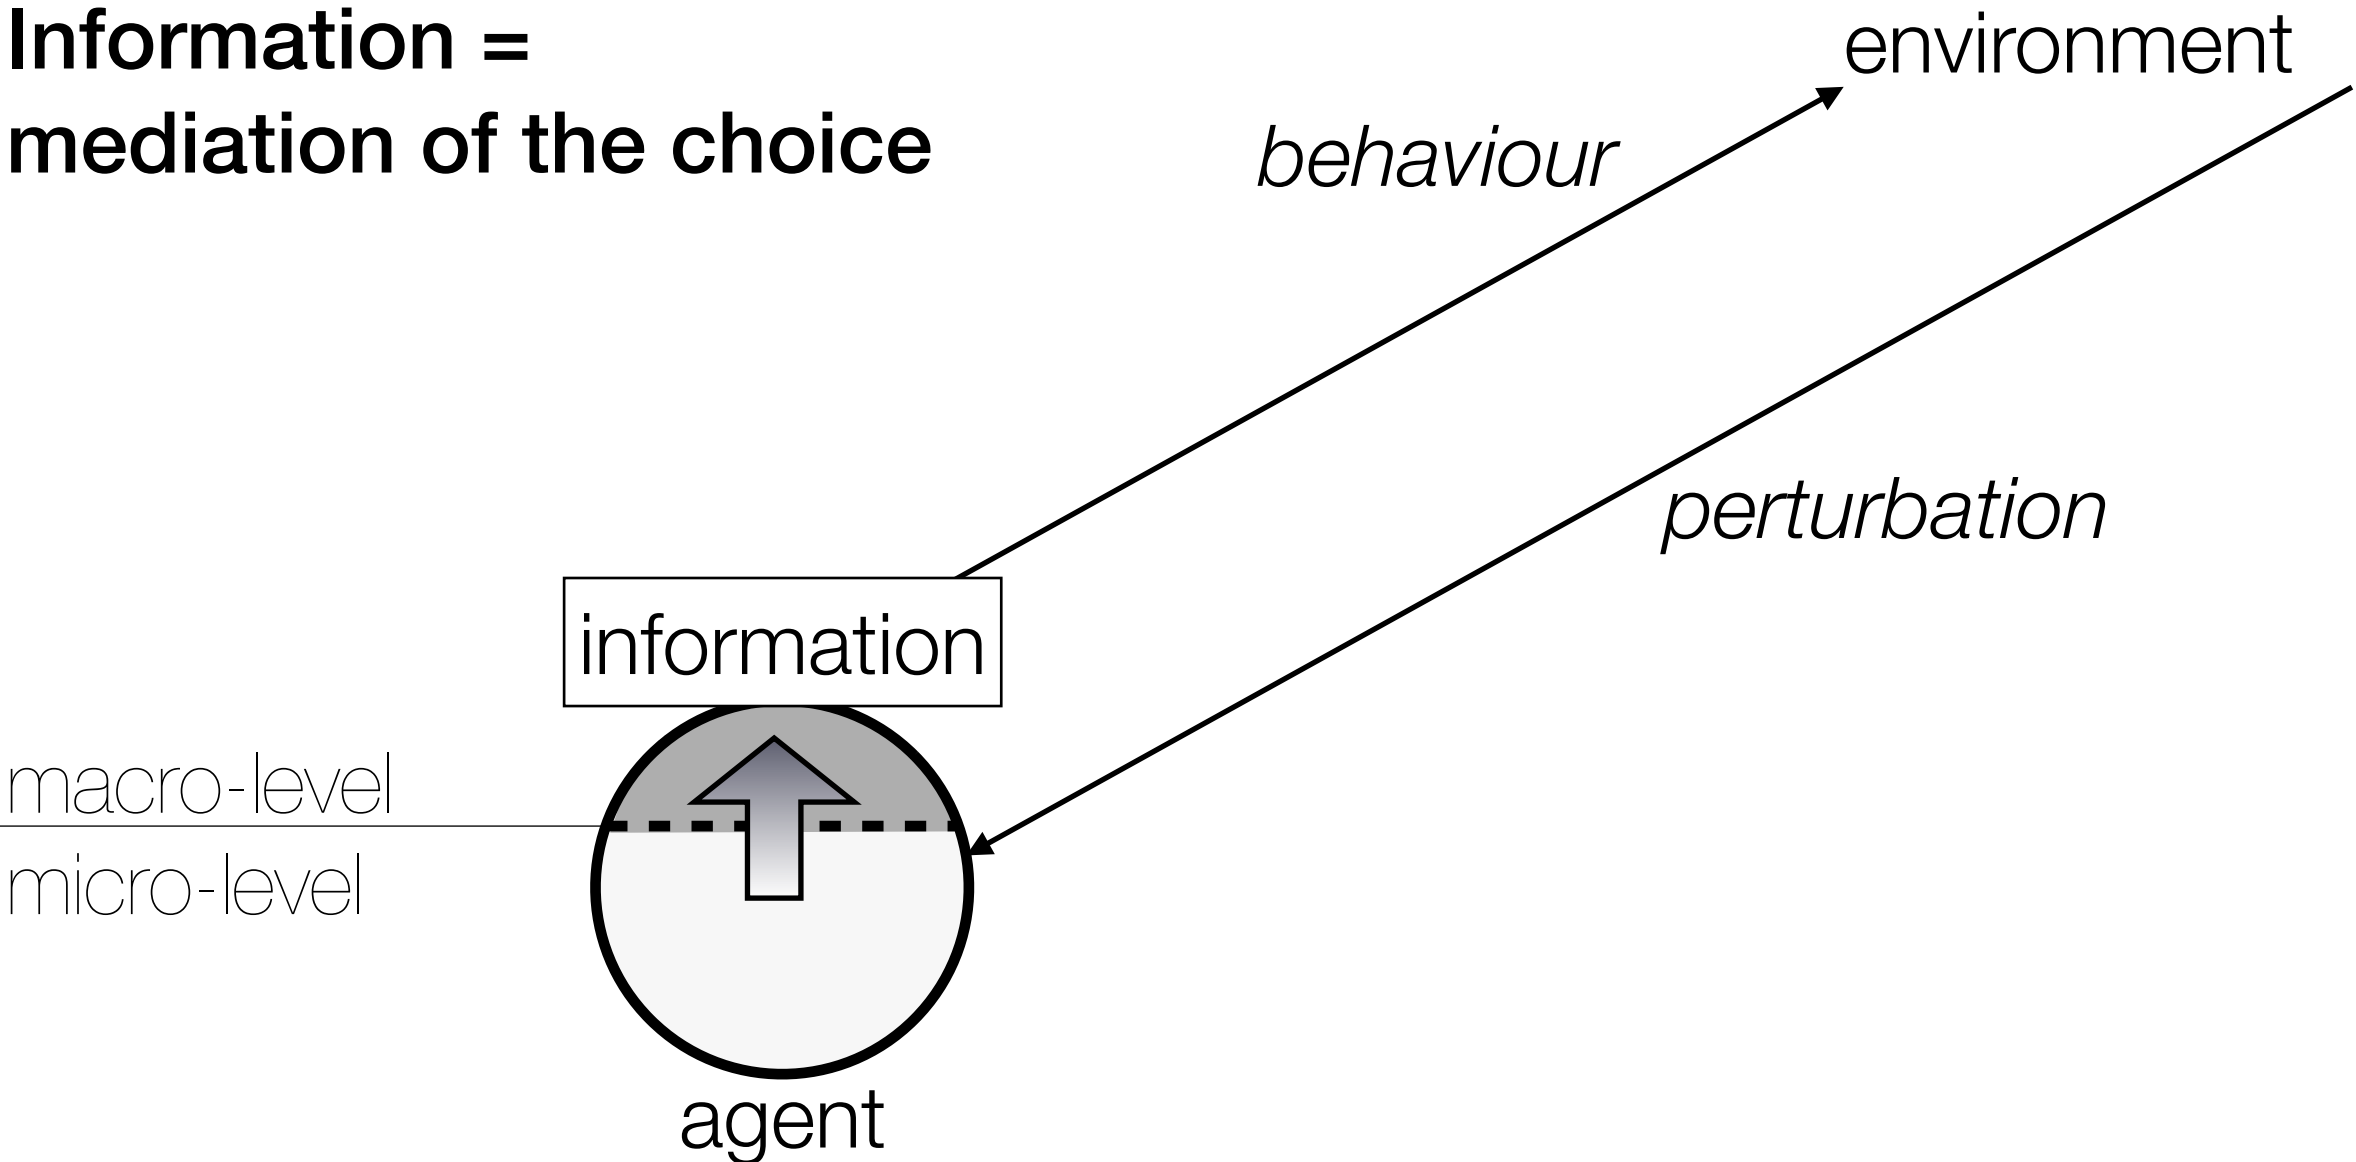 Information =
mediation of the choice
environment
behaviour
perturbation
information
macro-level
micro-level
agent